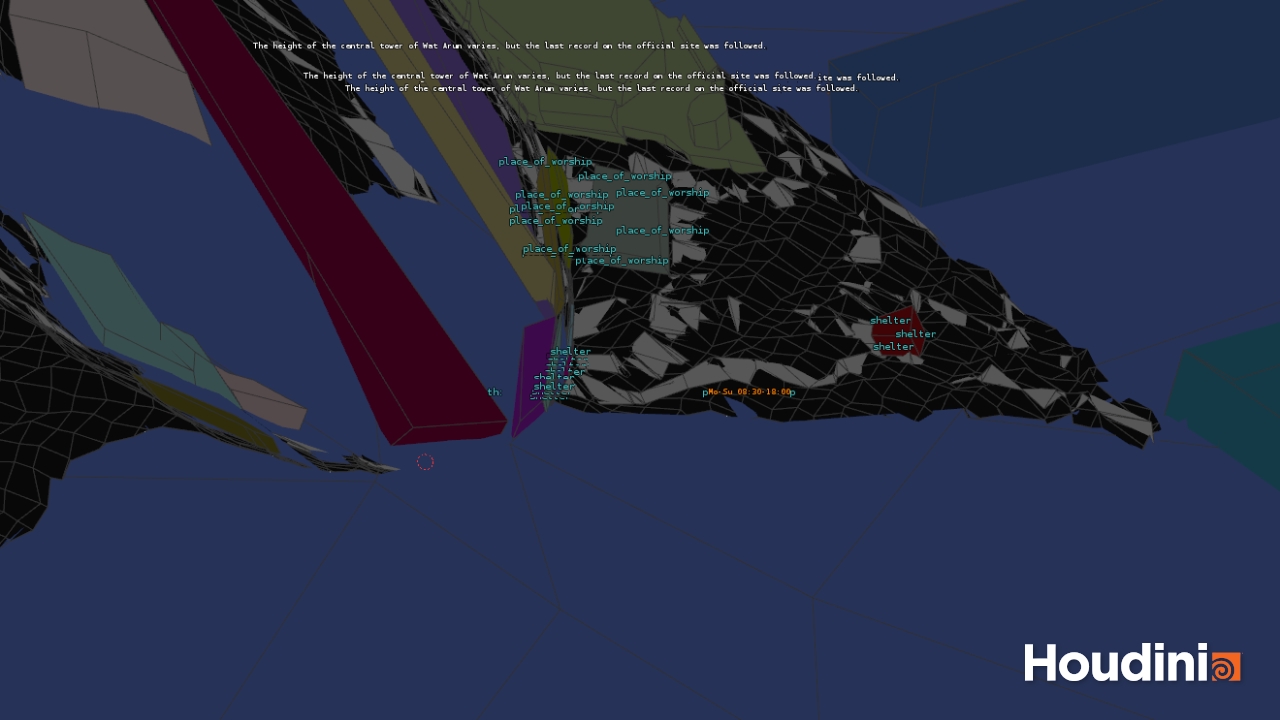 The height of the central tower of Wat Arun varies, but the last record on the official site was followed.
The height of the central tower of Wat Arun varies, but the last record on the official site was followed.
ite was followed.
The height of the central tower of Wat Arun varies, but the last record on the official site was followed.
place_of_worship
place_of_worship
place_of_worship
place_of_worship
place_of_worship
place_of_worship
place_of_worship
place_of_worship
place_of_worship
shelter
shelter
shelter
shelter
shelter
shelter
th
Mo-Su 08:30-18:00
Houdini